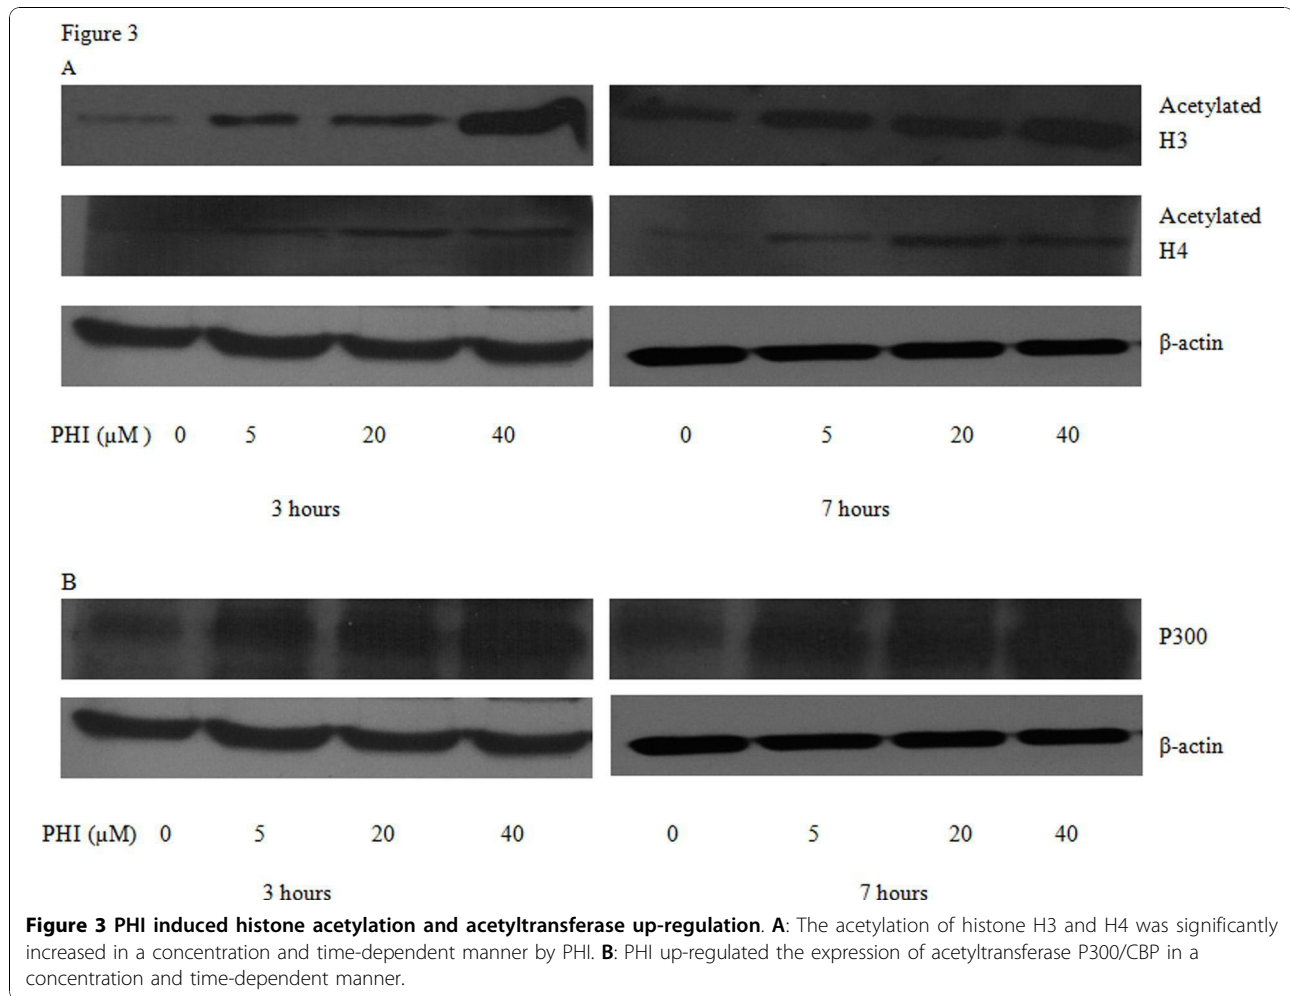 Figure 3
A
Acetylated
H3
Acetylated
H4
β-actin
PHI (µM ) 0 5 20 40 0 5 20 40
3 hours 7 hours
B
P300
β-actin
PHI (µM) 0 5 20 40 0 5 20 40
3 hours 7 hours
Figure 3 PHI induced histone acetylation and acetyltransferase up-regulation. A: The acetylation of histone H3 and H4 was significantly
increased in a concentration and time-dependent manner by PHI. B: PHI up-regulated the expression of acetyltransferase P300/CBP in a
concentration and time-dependent manner.